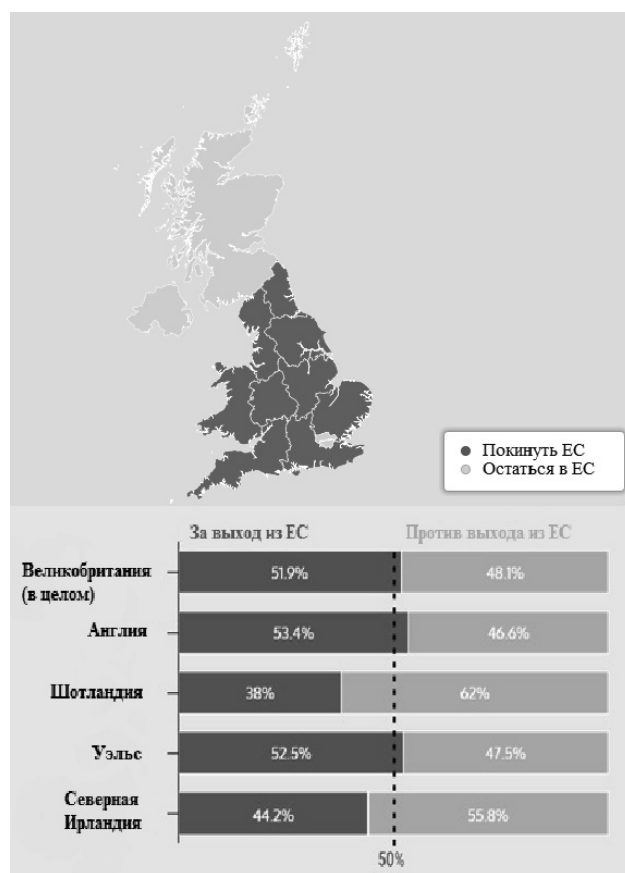 Покинуть ЕС
Остаться в ЕС
За выход из ЕС
Против выхода из ЕС
Великобритания
(в целом)
51.9%
48.1%
Англия
53.4%
46.6%
Шотландия
38%
62%
Уэльс
52.5%
47.5%
Северная
Ирландия
44.2%
55.8%
50%